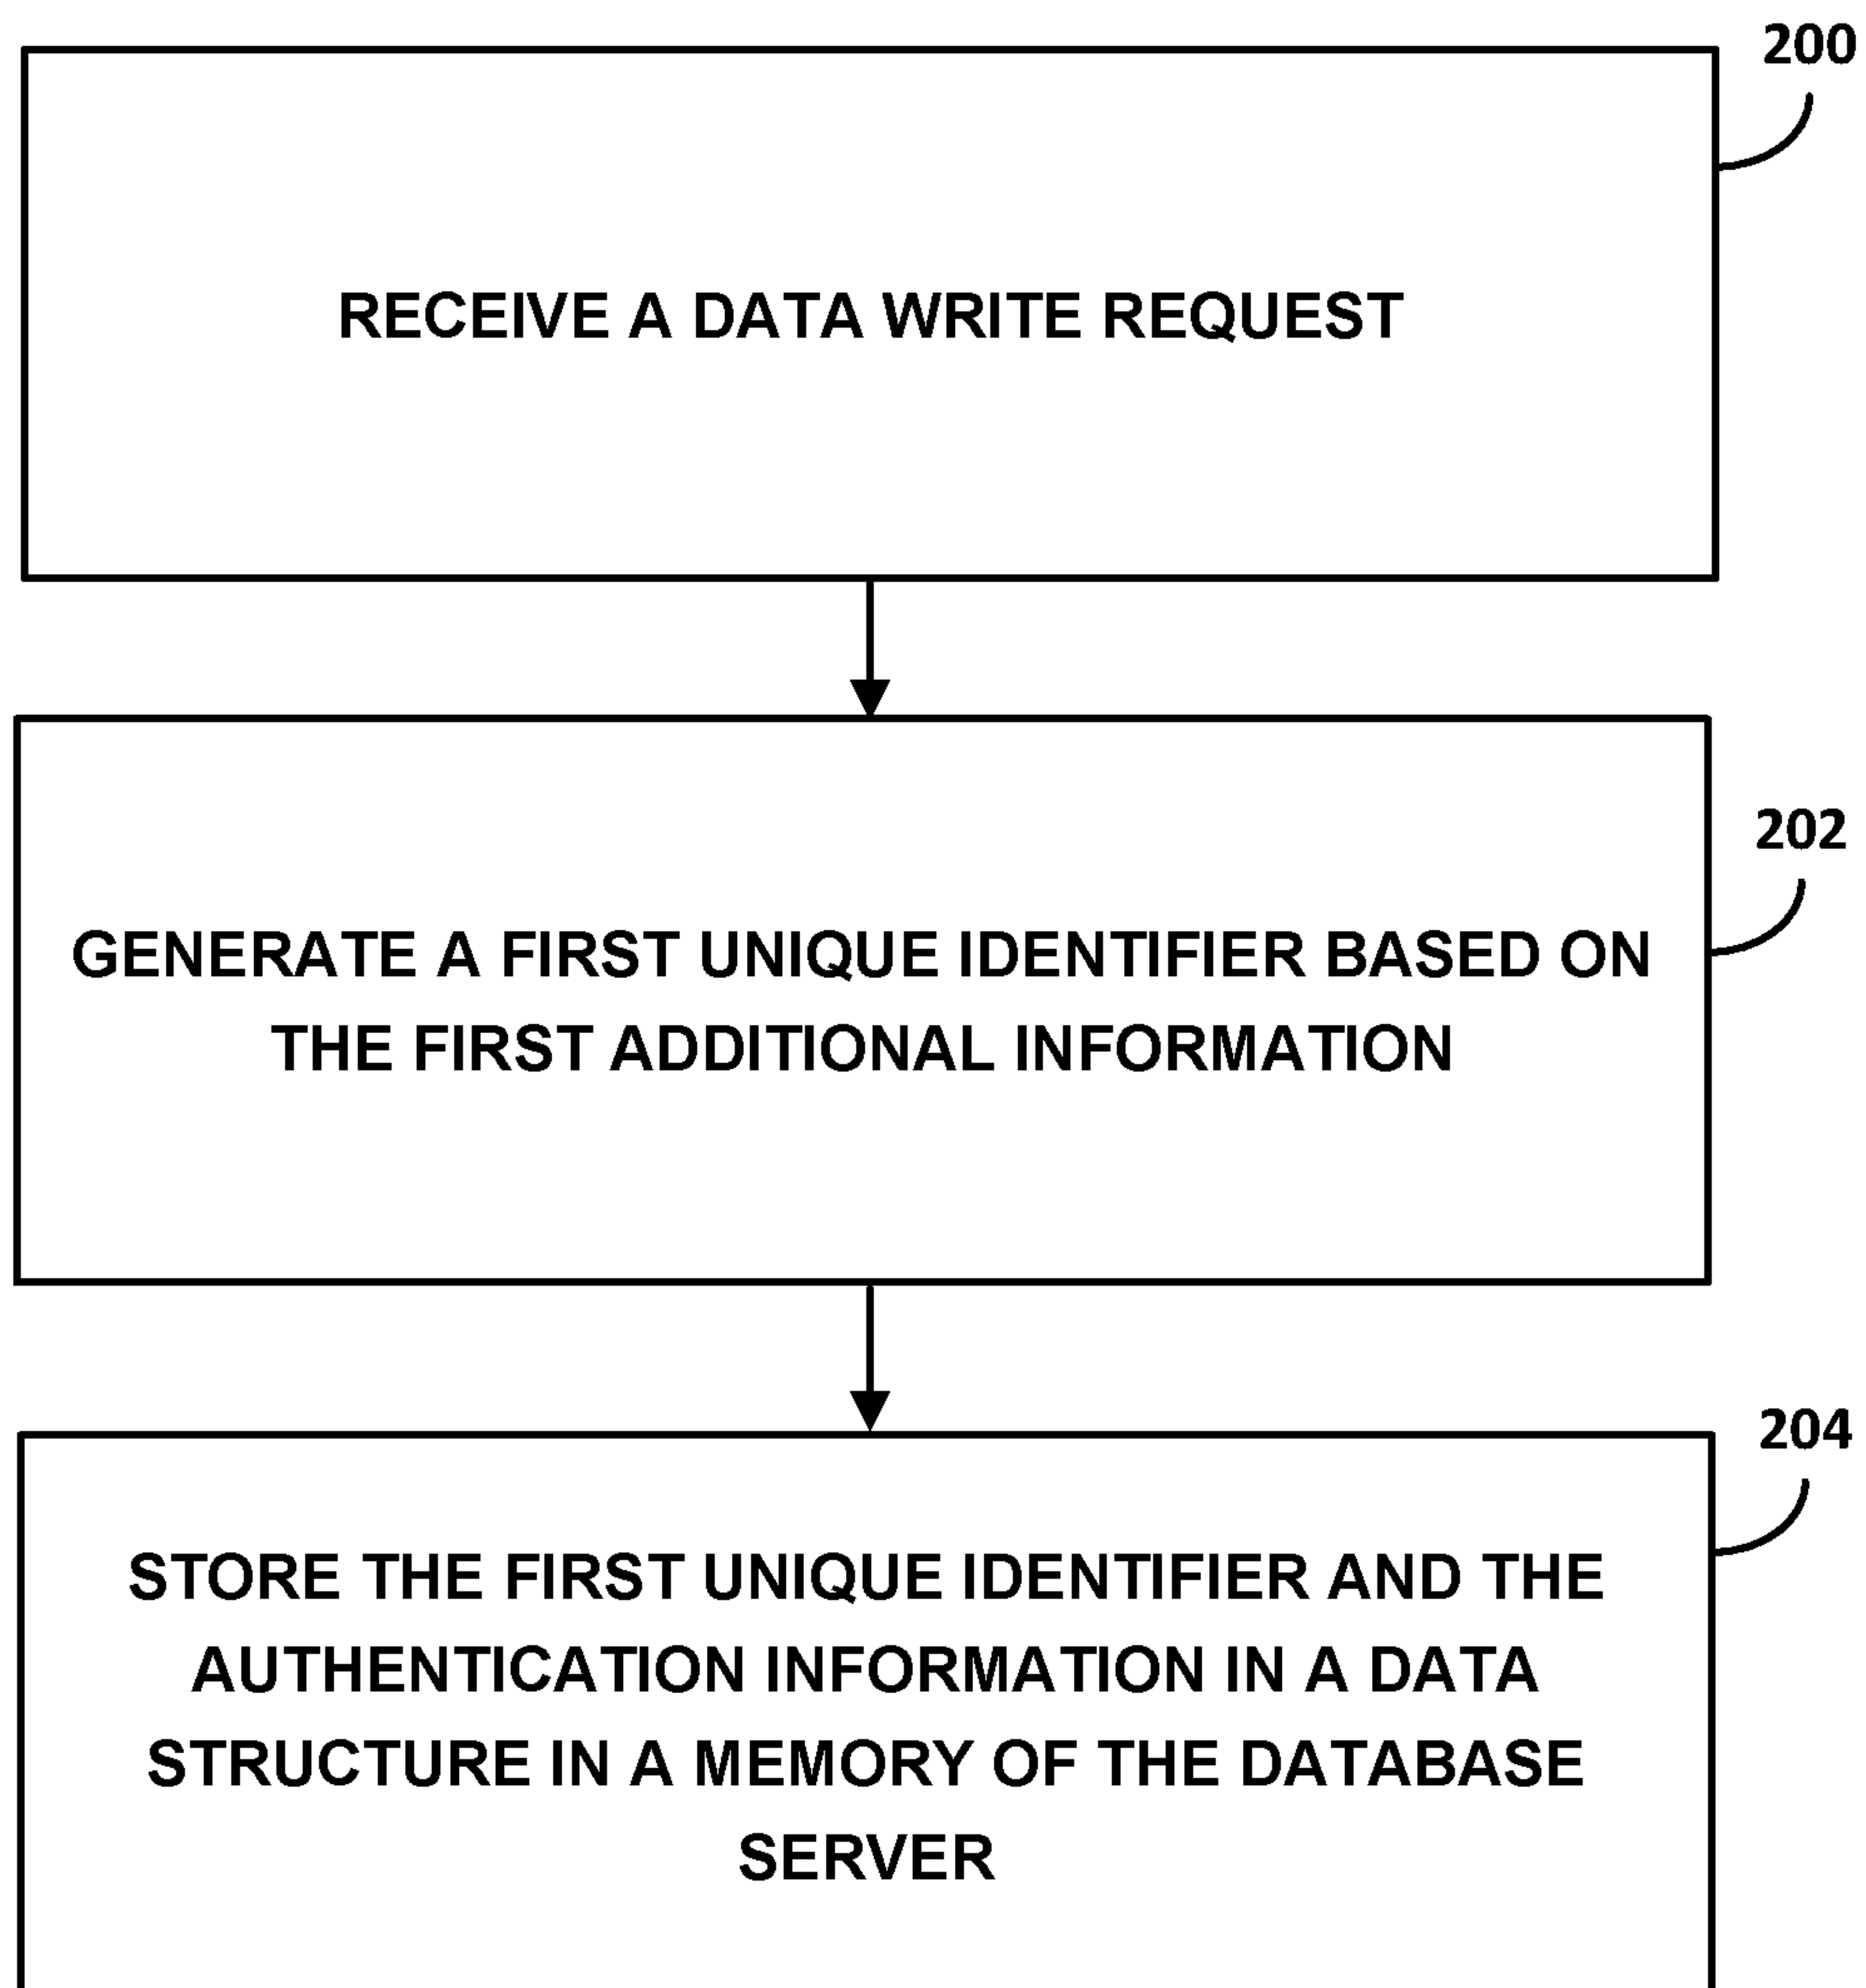 200
RECEIVE A DATA WRITE REQUEST
202
GENERATE A FIRST UNIQUE IDENTIFIER BASED ON
THE FIRST ADDITIONAL INFORMATION
204
STORE THE FIRST UNIQUE IDENTIFIER AND THE
AUTHENTICATION INFORMATION IN A DATA
STRUCTURE IN A MEMORY OF THE DATABASE
SERVER